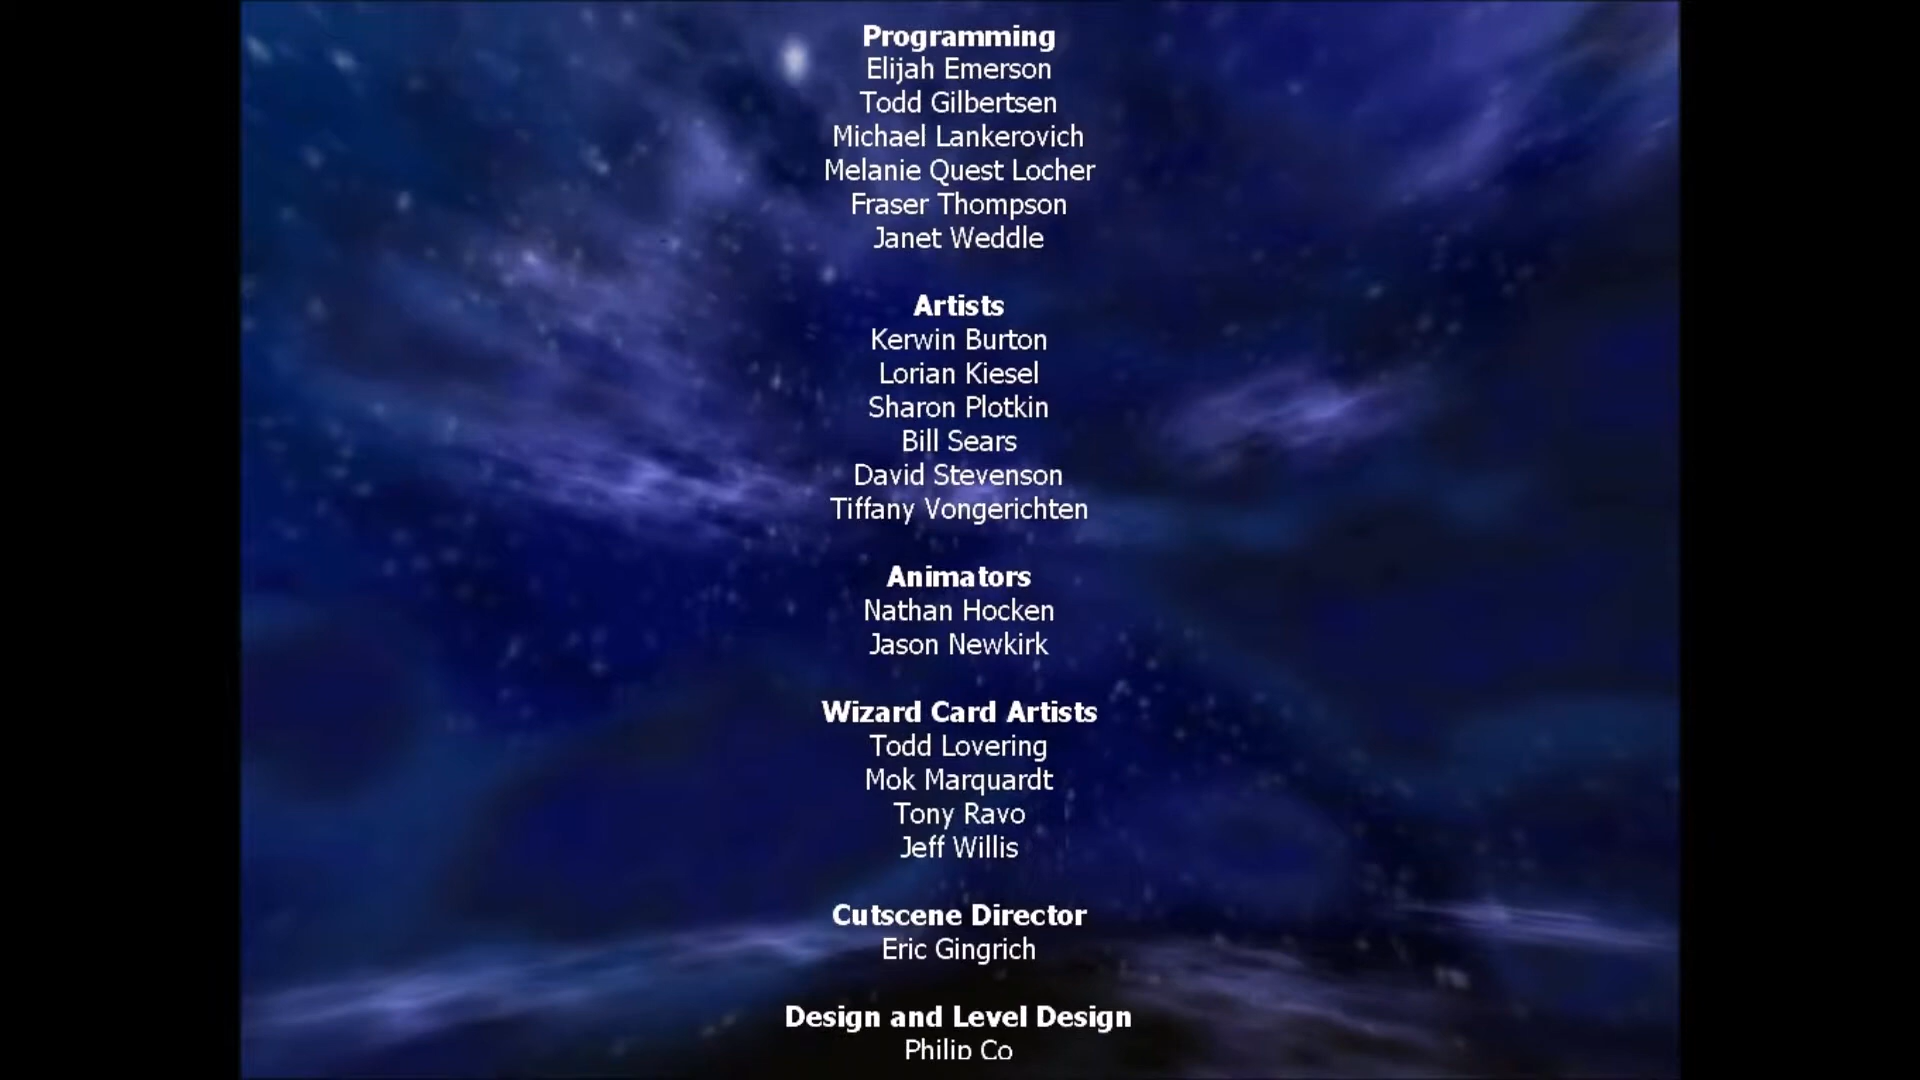 Programming
Elijah Emerson
Todd Gilbertsen
Michael Lankerovich
Melanie Quest Locher
Fraser Thompson
Janet Weddle
Artists
Kerwin Burton
Lorian Kiesel
Sharon Plotkin
Bill Sears
David Stevenson
Tiffany Vongerichten
Animators
Nathan Hocken
Jason Newkirk
Wizard Card Artists
Todd Lovering
Mok Marquardt
Tony Ravo
Jeff Willis
Cutscene Director
Eric Gingrich
Design and Level Design
Philip Co